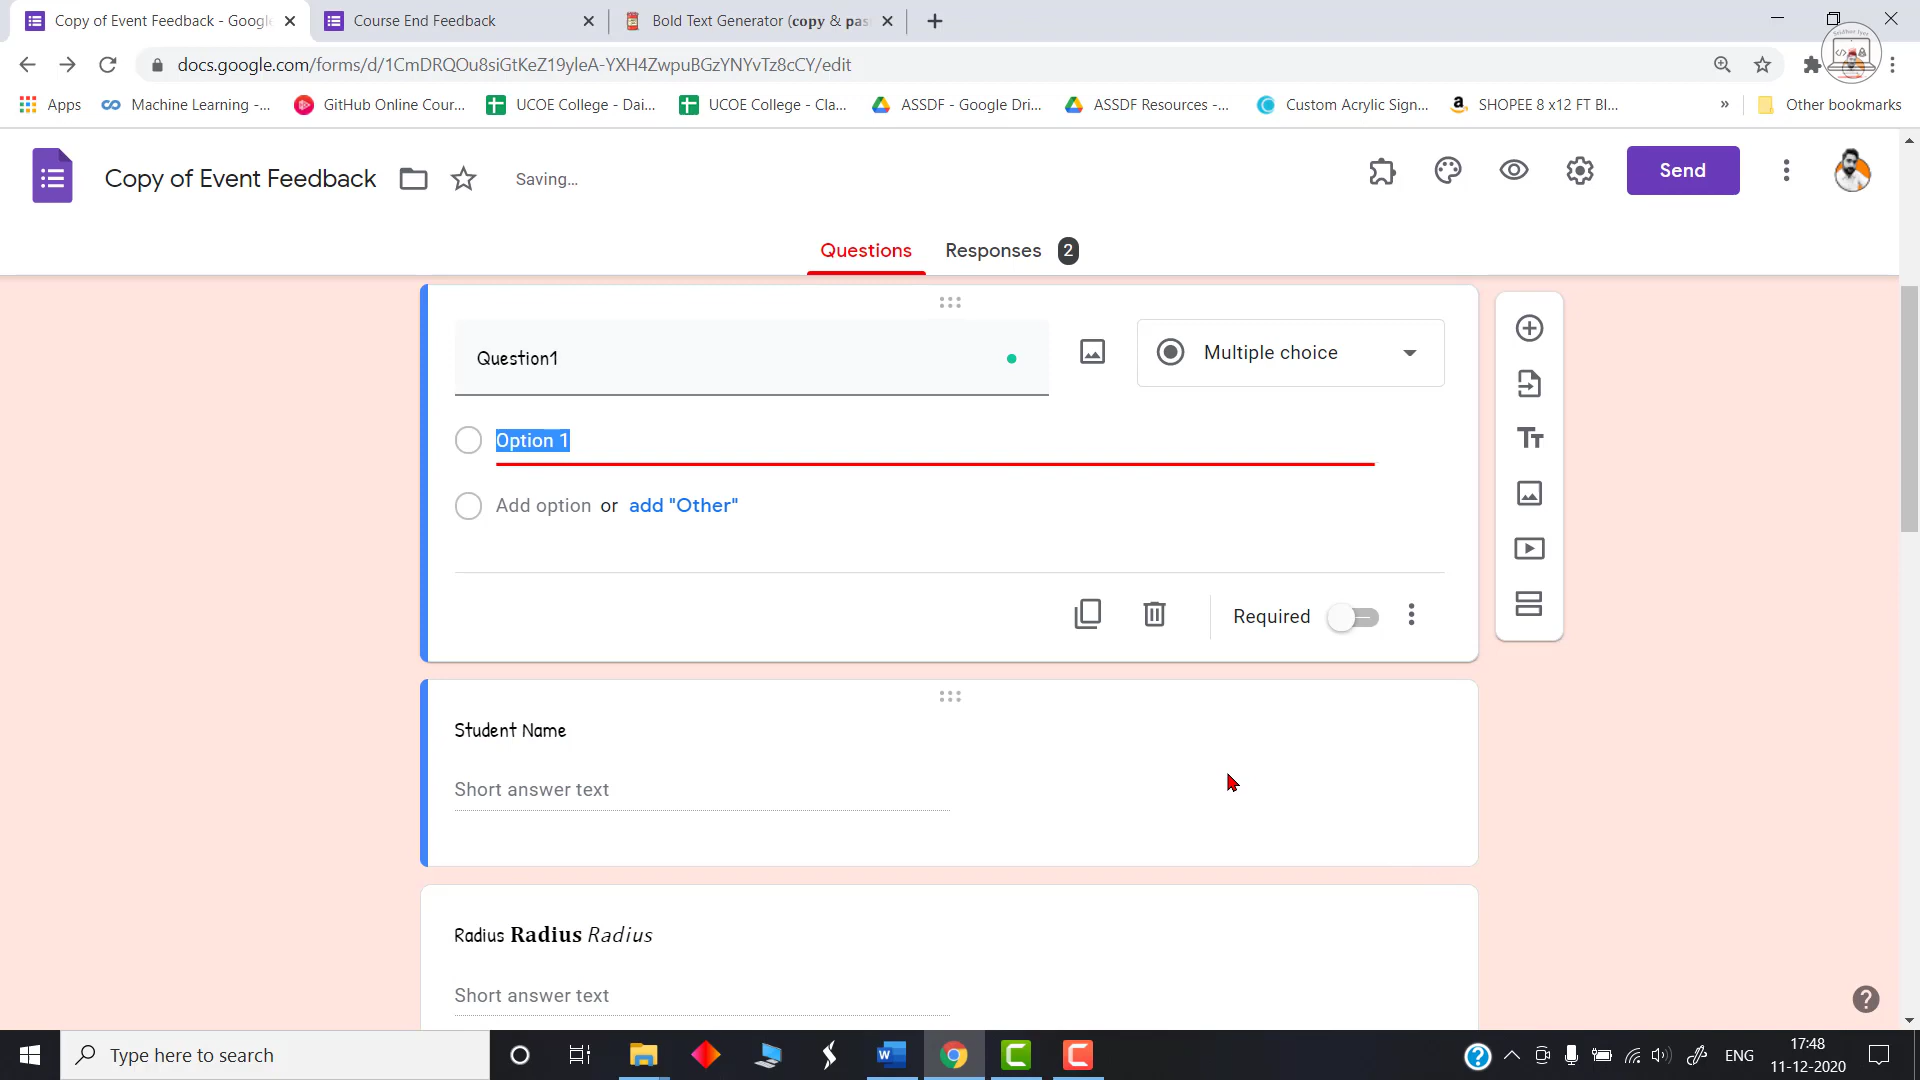 Copy of Event Feedback - Google
Course End Feedback
Bold Text Generator (𝐜𝐨𝐩𝐲 & 𝐩𝐚𝐬
docs.google.com/forms/d/1CmDRQOu8siGtKeZ19yleA-YXH4ZwpuBGzYNYvTz8cCY/edit
Apps
Machine Learning -...
GitHub Online Cour...
UCOE College - Dai...
UCOE College - Cla...
ASSDF - Google Dri...
ASSDF Resources -...
Custom Acrylic Sign...
SHOPEE 8 x12 FT Bl...
»
Other bookmarks
Copy of Event Feedback
Saving...
Send
Questions
Responses 2
Question1
Multiple choice
Option 1
Add option or add "Other"
Required
Student Name
Short answer text
Radius 𝐑𝐚𝐝𝐢𝐮𝐬 𝑅𝑎𝑑𝑖𝑢𝑠
Short answer text
Type here to search
ENG
17:48
11-12-2020